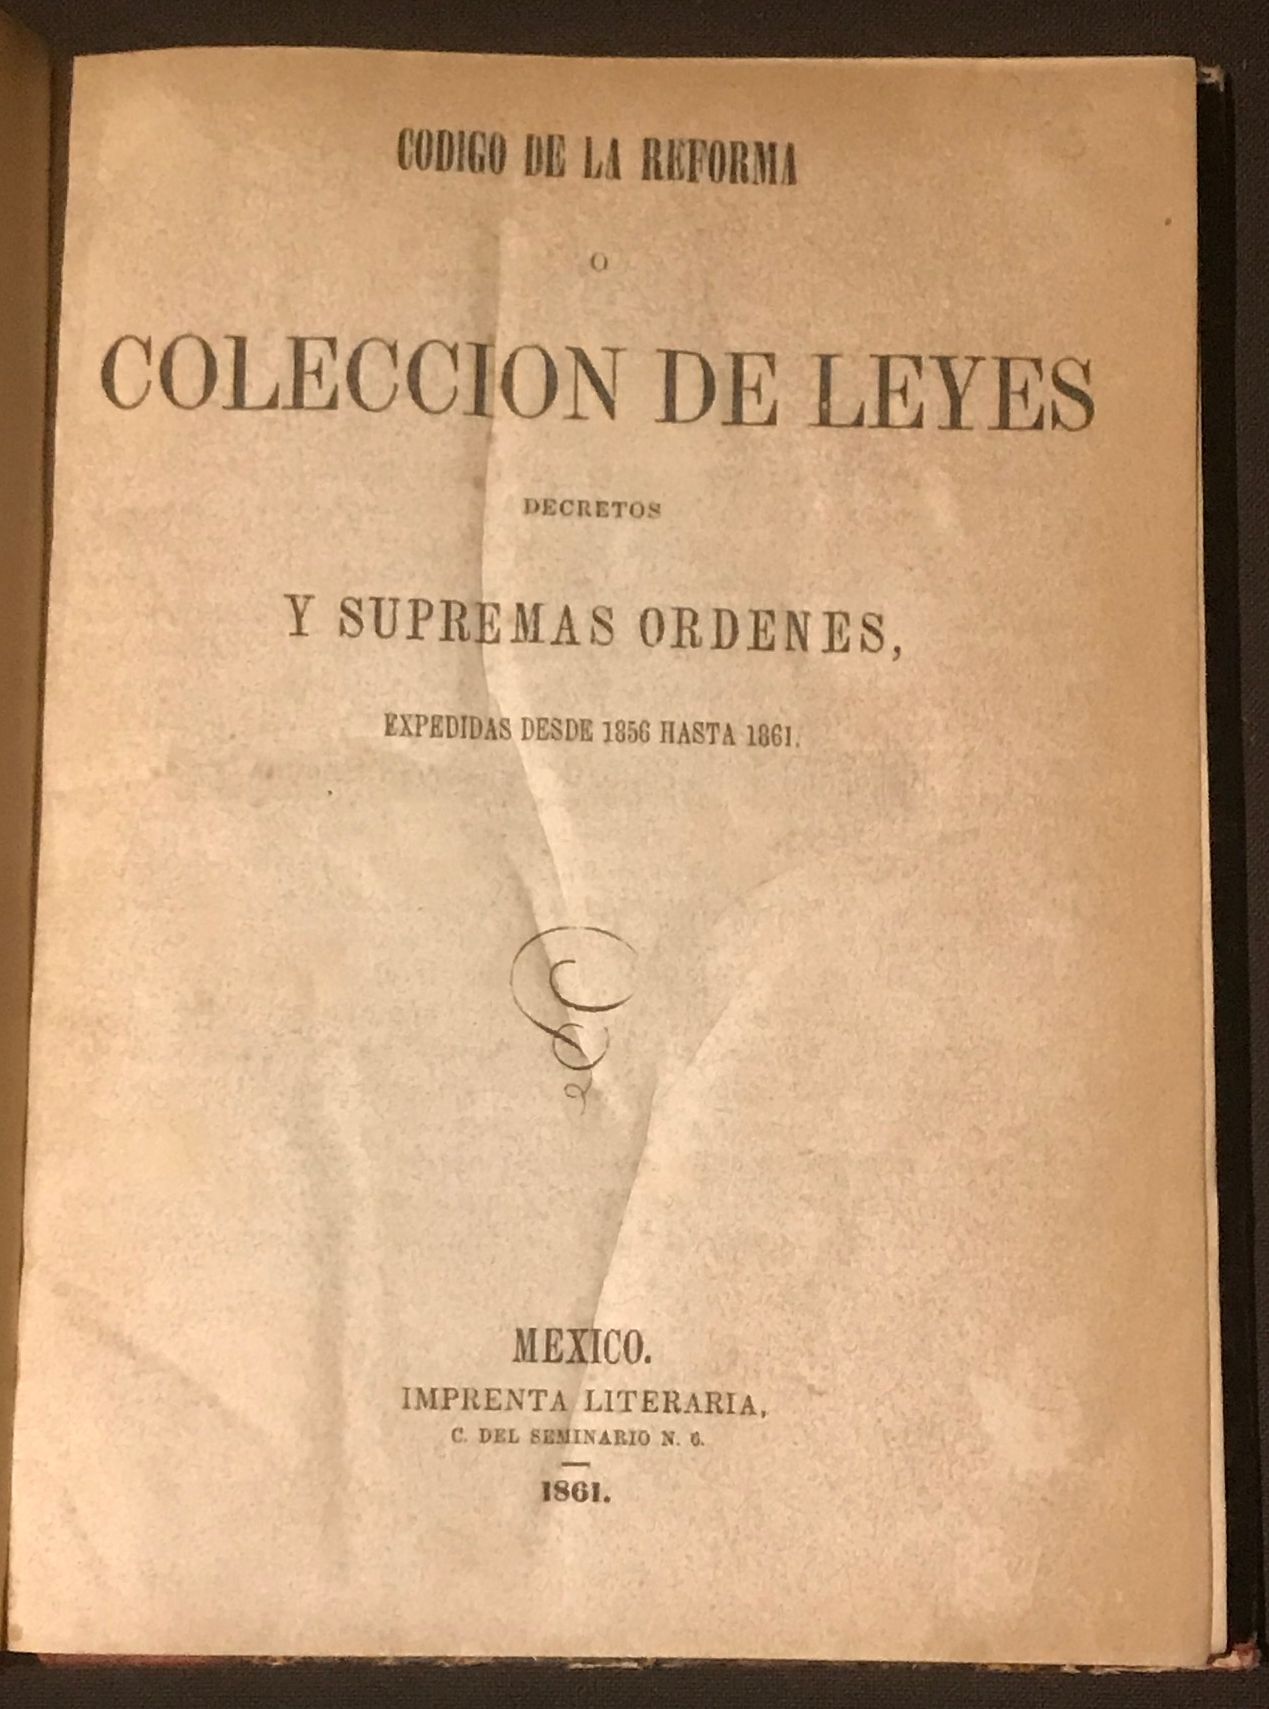 CODIGO DE LA REFORMA
O
COLECCION DE LEYES
DECRETOS
Y SUPREMAS ORDENES,
EXPEDIDAS DESDE 1856 HASTA 1861.
MEXICO.
IMPRENTA LITERARIA,
C. DEL SEMINARIO N. 6.
1861.